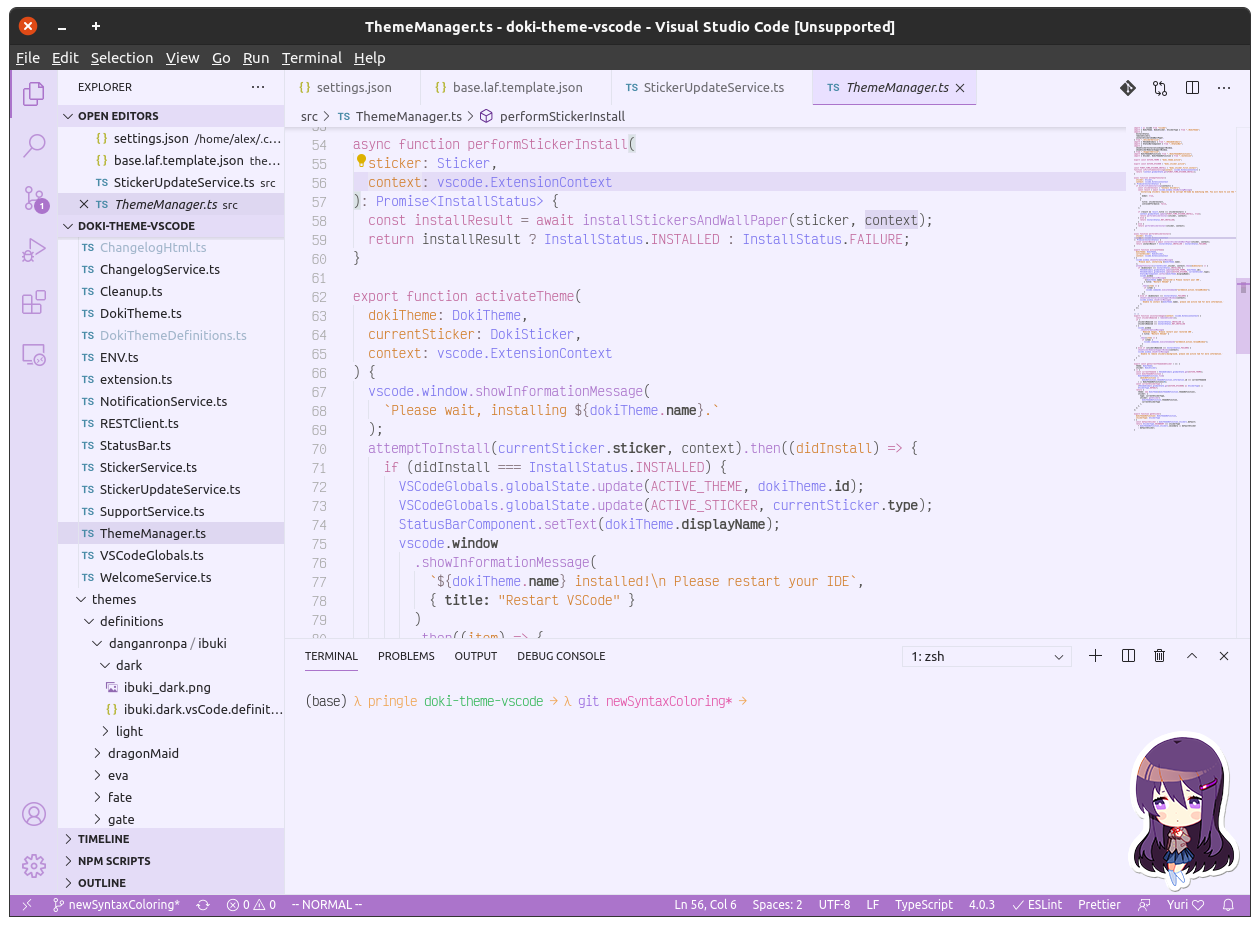 ThemeManager.ts - doki-theme-vscode - Visual Studio Code [Unsupported]
File Edit Selection View Go Run Terminal Help
EXPLORER
OPEN EDITORS
{} settings.json /home/alex/.c...
{} base.laf.template.json the...
TS StickerUpdateService.ts src
TS ThemeManager.ts src
DOKI-THEME-VSCODE
TS ChangelogHtml.ts
TS ChangelogService.ts
TS Cleanup.ts
TS DokiTheme.ts
TS DokiThemeDefinitions.ts
TS ENV.ts
TS extension.ts
TS NotificationService.ts
TS RESTClient.ts
TS StatusBar.ts
TS StickerService.ts
TS StickerUpdateService.ts
TS SupportService.ts
TS ThemeManager.ts
TS VSCodeGlobals.ts
TS WelcomeService.ts
themes
definitions
danganronpa / ibuki
dark
ibuki_dark.png
{} ibuki.dark.vsCode.definit...
light
dragonMaid
eva
fate
gate
TIMELINE
NPM SCRIPTS
OUTLINE
1
{} settings.json
{} base.laf.template.json
TS StickerUpdateService.ts
TS ThemeManager.ts
src > TS ThemeManager.ts > performStickerInstall
54 async function performStickerInstall(
55 sticker: Sticker,
56 context: vscode.ExtensionContext
57 ): Promise<InstallStatus> {
58 const installResult = await installStickersAndWallPaper(sticker, context);
59 return installResult ? InstallStatus.INSTALLED : InstallStatus.FAILURE;
60 }
61
62 export function activateTheme(
63 dokiTheme: DokiTheme,
64 currentSticker: DokiSticker,
65 context: vscode.ExtensionContext
66 ) {
67 vscode.window.showInformationMessage(
68 `Please wait, installing ${dokiTheme.name}.`
69 );
70 attemptToInstall(currentSticker.sticker, context).then((didInstall) => {
71 if (didInstall === InstallStatus.INSTALLED) {
72 VSCodeGlobals.globalState.update(ACTIVE_THEME, dokiTheme.id);
73 VSCodeGlobals.globalState.update(ACTIVE_STICKER, currentSticker.type);
74 StatusBarComponent.setText(dokiTheme.displayName);
75 vscode.window
76 .showInformationMessage(
77 `${dokiTheme.name} installed!\n Please restart your IDE`,
78 { title: "Restart VSCode" }
79 )
80 .then((item) => {
TERMINAL PROBLEMS OUTPUT DEBUG CONSOLE
1: zsh
(base) λ pringle doki-theme-vscode → λ git newSyntaxColoring* →
newSyntaxColoring* 0 0 -- NORMAL --
Ln 56, Col 6 Spaces: 2 UTF-8 LF TypeScript 4.0.3 ESLint Prettier Yuri ♡